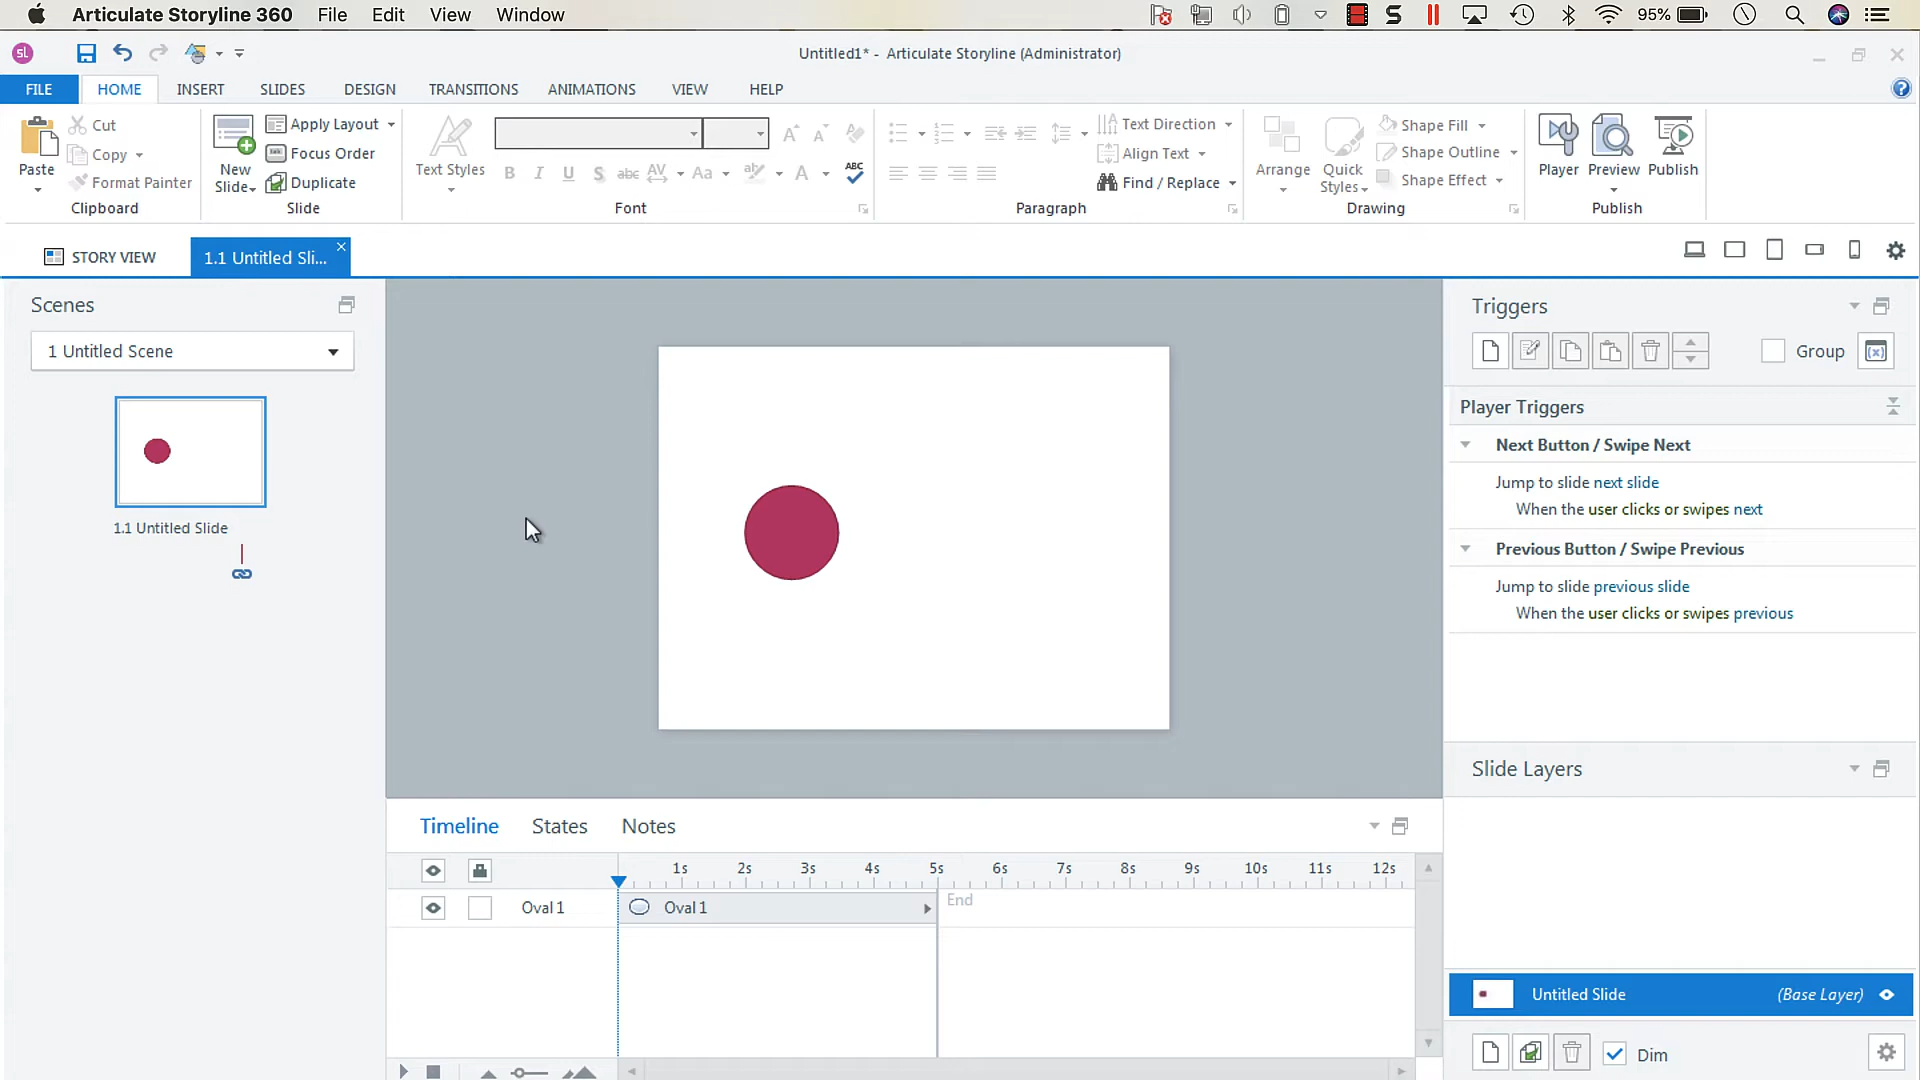 Articulate Storyline 360 File Edit View Window 95%
SL Untitled1* - Articulate Storyline (Administrator)
FILE HOME INSERT SLIDES DESIGN TRANSITIONS ANIMATIONS VIEW HELP ?
Paste
Cut
Copy
Format Painter
Clipboard
New Slide
Apply Layout
Focus Order
Duplicate
Slide
Text Styles
B I U S abc AV Aa A ABC
Font
Text Direction
Align Text
Find / Replace
Paragraph
Arrange
Quick Styles
Shape Fill
Shape Outline
Shape Effect
Drawing
Player
Preview
Publish
Publish
STORY VIEW 1.1 Untitled Sli...
Scenes
1 Untitled Scene
1.1 Untitled Slide
Triggers
Group (x)
Player Triggers
Next Button / Swipe Next
Jump to slide next slide
When the user clicks or swipes next
Previous Button / Swipe Previous
Jump to slide previous slide
When the user clicks or swipes previous
Slide Layers
Untitled Slide (Base Layer)
Dim
Timeline States Notes
1s 2s 3s 4s 5s 6s 7s 8s 9s 10s 11s 12s
Oval 1 Oval 1 End